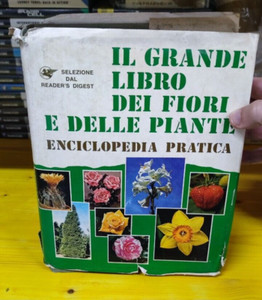 IL GRANDE
LIBRO
DEI FIORI
E DELLE PIANTE
ENCICLOPEDIA PRATICA
SELEZIONE
DAL
READER'S DIGEST